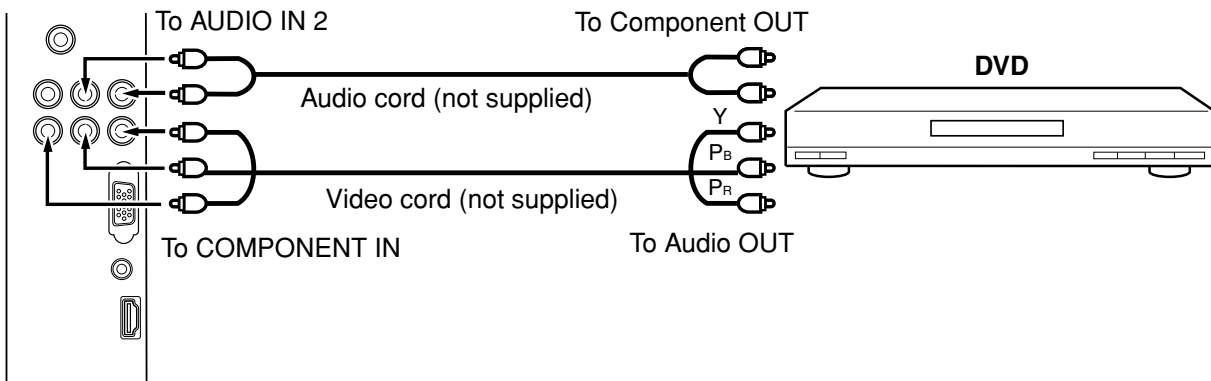 To AUDIO IN 2
To Component OUT
DVD
Audio cord (not supplied)
Y
PB
PR
Video cord (not supplied)
To COMPONENT IN
To Audio OUT